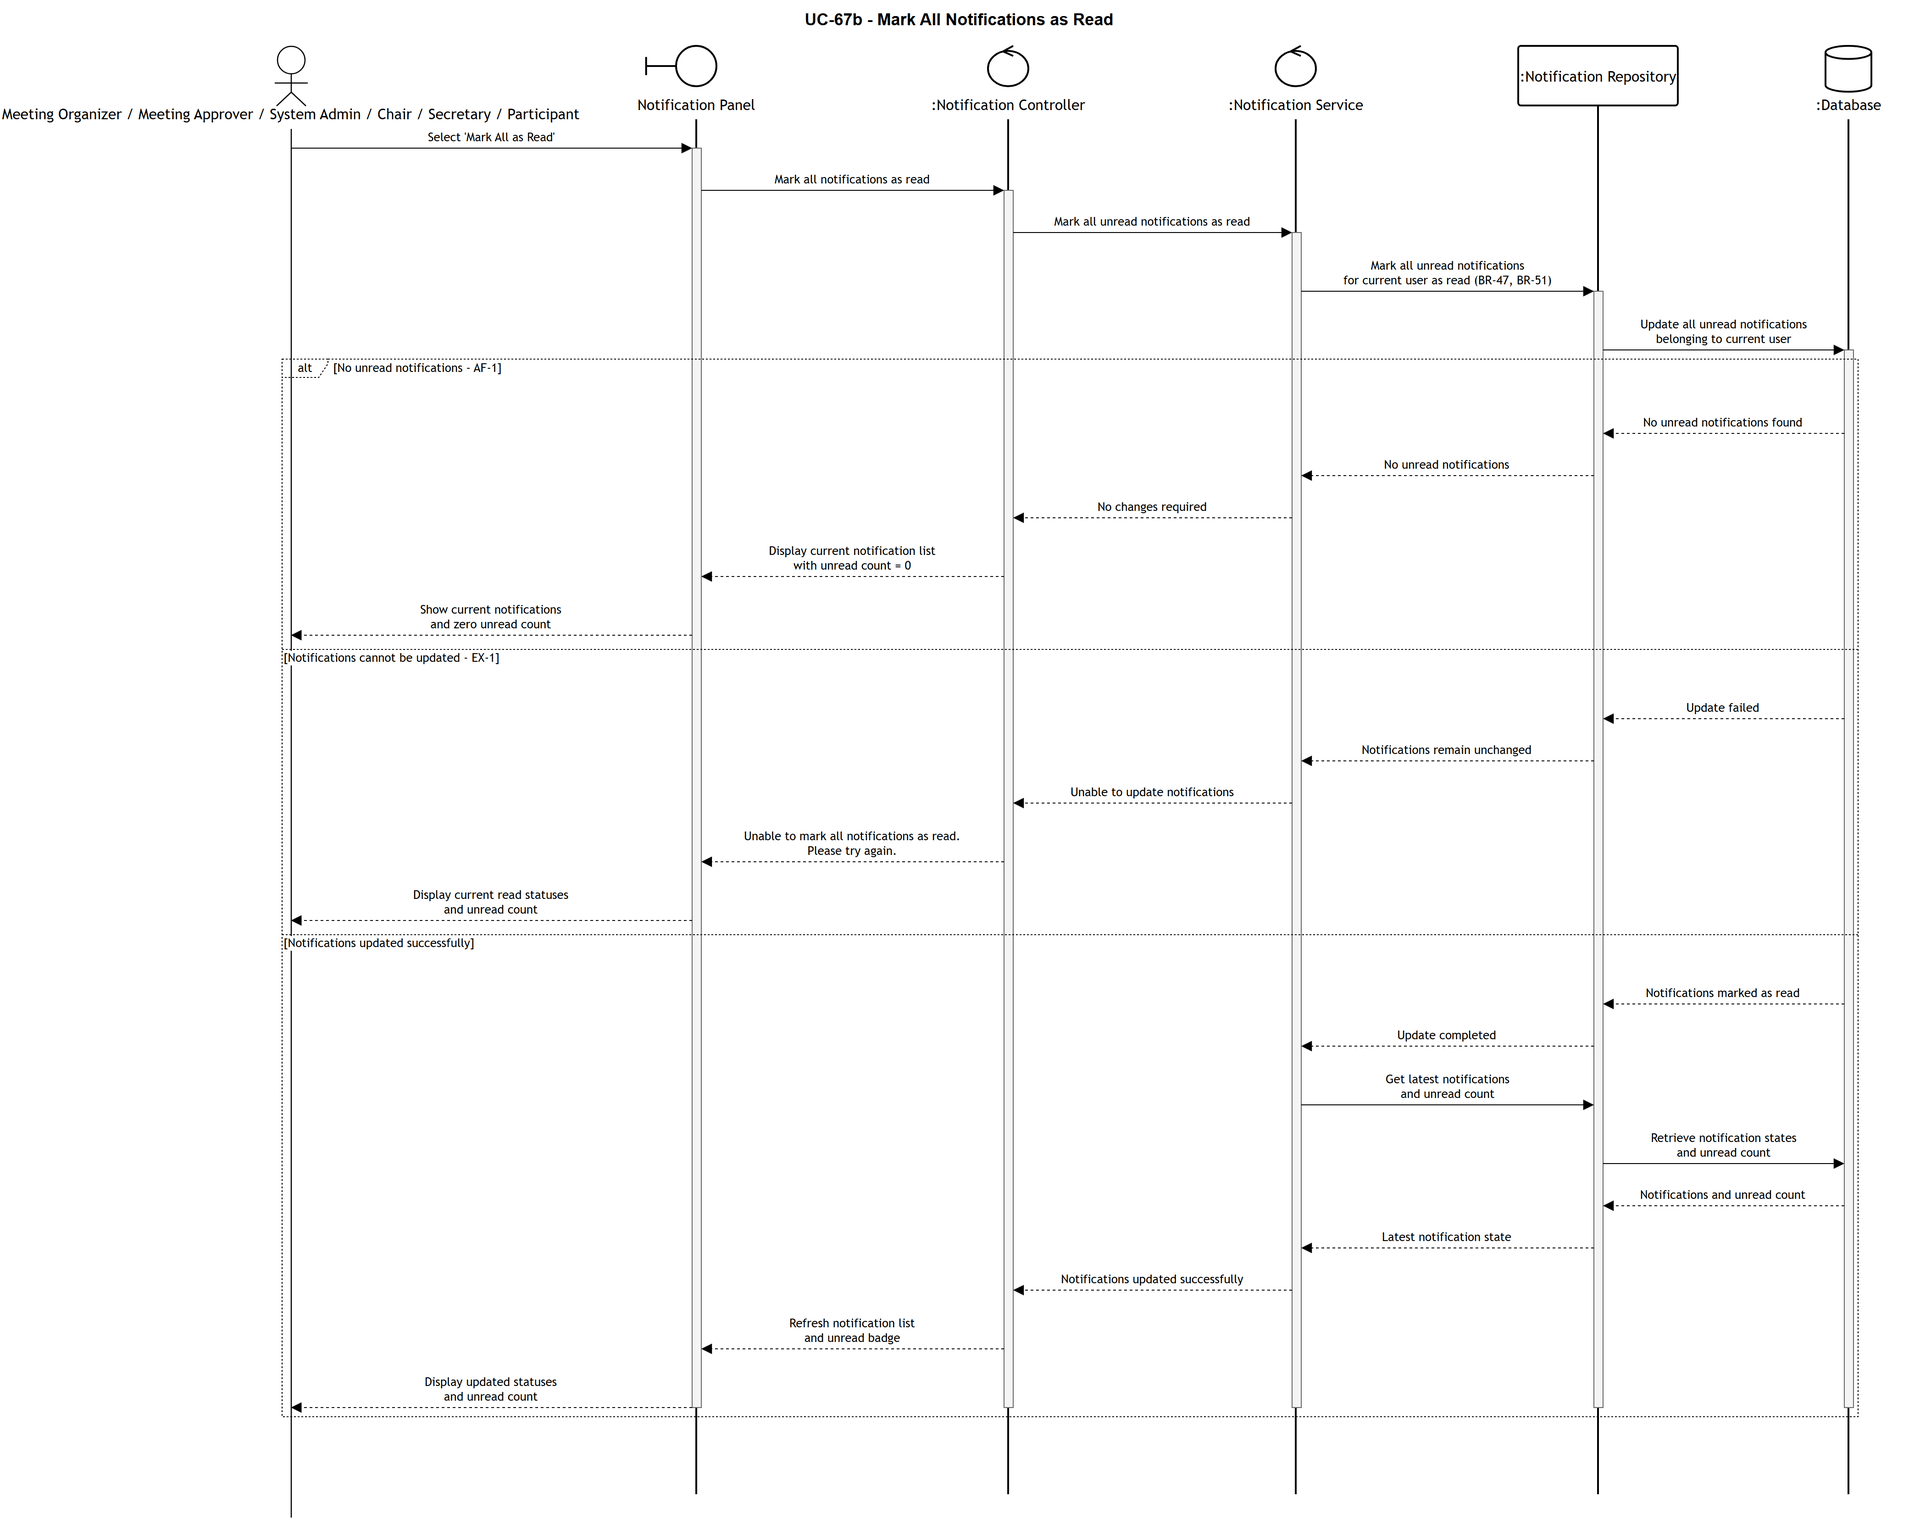 UC-67b - Mark All Notifications as Read
Meeting Organizer / Meeting Approver / System Admin / Chair / Secretary / Participant
Notification Panel
:Notification Controller
:Notification Service
:Notification Repository
:Database
Select 'Mark All as Read'
Mark all notifications as read
Mark all unread notifications as read
Mark all unread notifications
for current user as read (BR-47, BR-51)
Update all unread notifications
belonging to current user
alt
[No unread notifications - AF-1]
No unread notifications found
No unread notifications
No changes required
Display current notification list
with unread count = 0
Show current notifications
and zero unread count
[Notifications cannot be updated - EX-1]
Update failed
Notifications remain unchanged
Unable to update notifications
Unable to mark all notifications as read.
Please try again.
Display current read statuses
and unread count
[Notifications updated successfully]
Notifications marked as read
Update completed
Get latest notifications
and unread count
Retrieve notification states
and unread count
Notifications and unread count
Latest notification state
Notifications updated successfully
Refresh notification list
and unread badge
Display updated statuses
and unread count